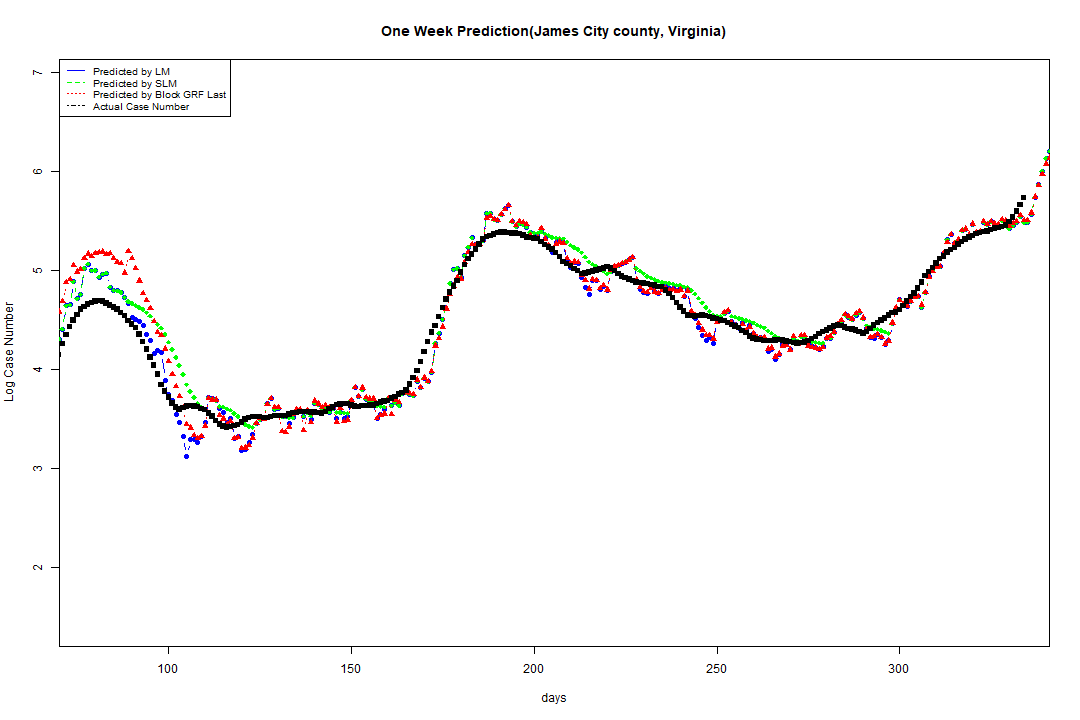 One Week Prediction(James City county, Virginia)
Predicted by LM
Predicted by SLM
Predicted by Block GRF Last
Actual Case Number
7
6
5
4
3
2
Log Case Number
100 150 200 250 300
days